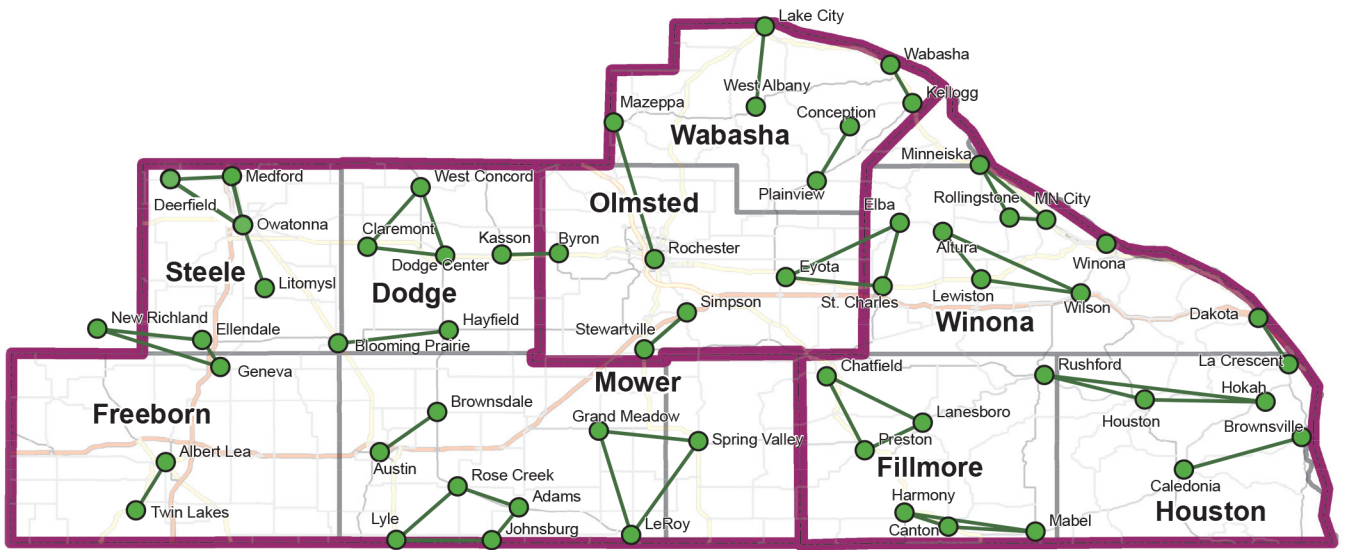 Lake City
Wabasha
West Albany
Kellogg
Mazeppa
Conception
Wabasha
Minneiska
Medford
West Concord
Plainview
Rollingstone
MN City
Deerfield
Olmsted
Elba
Owatonna
Claremont
Kasson
Byron
Rochester
Altura
Winona
Steele
Dodge Center
Eyota
Litomysl
Dodge
Simpson
St. Charles
Lewiston
Wilson
New Richland
Ellendale
Hayfield
Stewartville
Winona
Dakota
Blooming Prairie
Geneva
Mower
Chatfield
Rushford
La Crescent
Hokah
Freeborn
Brownsdale
Grand Meadow
Lanesboro
Houston
Brownsville
Albert Lea
Austin
Spring Valley
Preston
Fillmore
Rose Creek
Caledonia
Twin Lakes
Adams
Harmony
Houston
Lyle
Johnsburg
LeRoy
Canton
Mabel